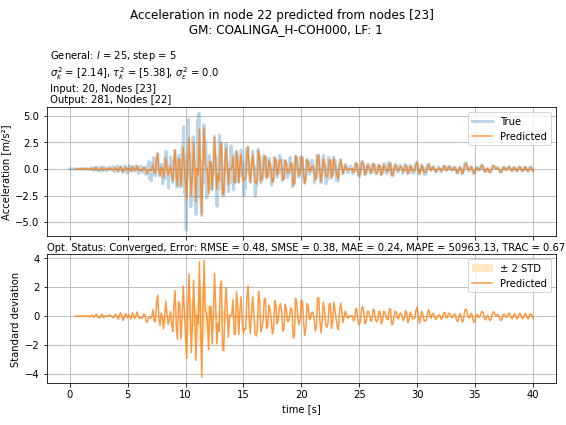 Acceleration in node 22 predicted from nodes [23]
GM: COALINGA_H-COH000, LF: 1
General: l = 25, step = 5
σ²ₖ = [2.14], τ²ₖ = [5.38], σ²ε = 0.0
Input: 20, Nodes [23]
Output: 281, Nodes [22]
Acceleration [m/s²]
5.0
2.5
0.0
−2.5
−5.0
True
Predicted
Opt. Status: Converged, Error: RMSE = 0.48, SMSE = 0.38, MAE = 0.24, MAPE = 50963.13, TRAC = 0.67
Standard deviation
4
2
0
−2
−4
± 2 STD
Predicted
0 5 10 15 20 25 30 35 40
time [s]